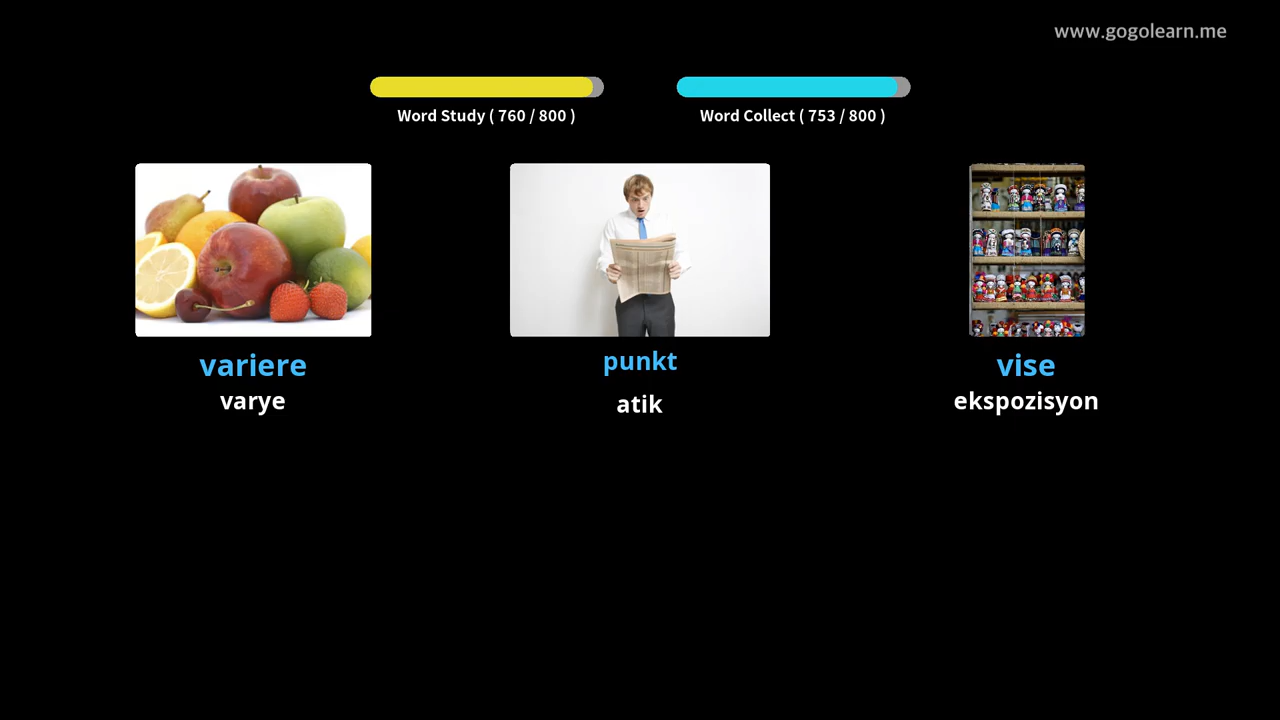 www.gogolearn.me
Word Study ( 760 / 800 )
Word Collect ( 753 / 800 )
variere
varye
punkt
atik
vise
ekspozisyon